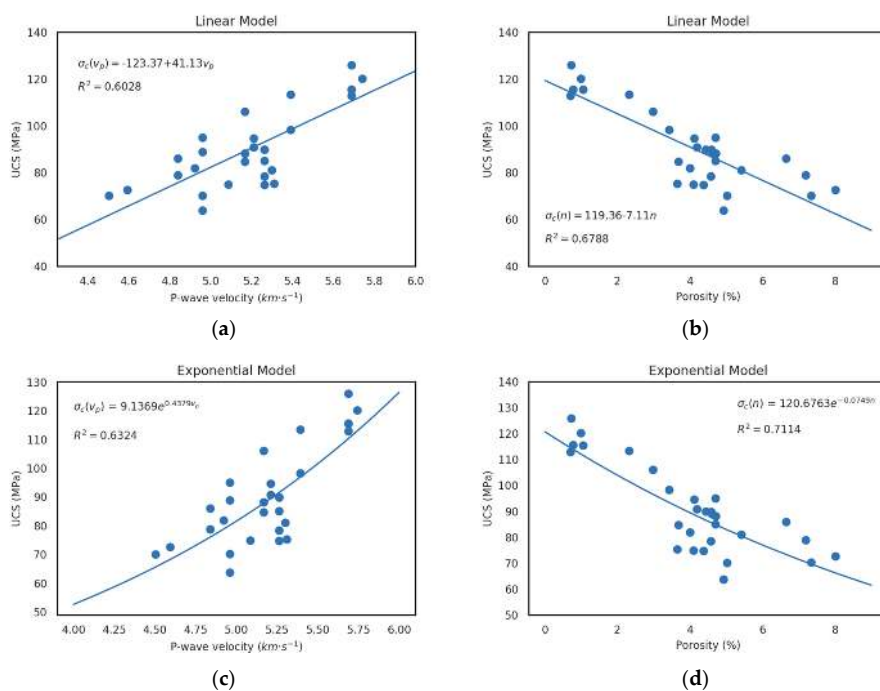 Linear Model
σc(vp) = -123.37+41.13vp
R² = 0.6028
UCS (MPa)
140
120
100
80
60
40
4.4 4.6 4.8 5.0 5.2 5.4 5.6 5.8 6.0
P-wave velocity (km·s⁻¹)
(a)
Linear Model
σc(n) = 119.36-7.11n
R² = 0.6788
UCS (MPa)
140
120
100
80
60
40
0 2 4 6 8
Porosity (%)
(b)
Exponential Model
σc(vp) = 9.1369e^0.4379vp
R² = 0.6324
UCS (MPa)
130
120
110
100
90
80
70
60
50
4.00 4.25 4.50 4.75 5.00 5.25 5.50 5.75 6.00
P-wave velocity (km·s⁻¹)
(c)
Exponential Model
σc(n) = 120.6763e^-0.0749n
R² = 0.7114
UCS (MPa)
140
130
120
110
100
90
80
70
60
50
0 2 4 6 8
Porosity (%)
(d)